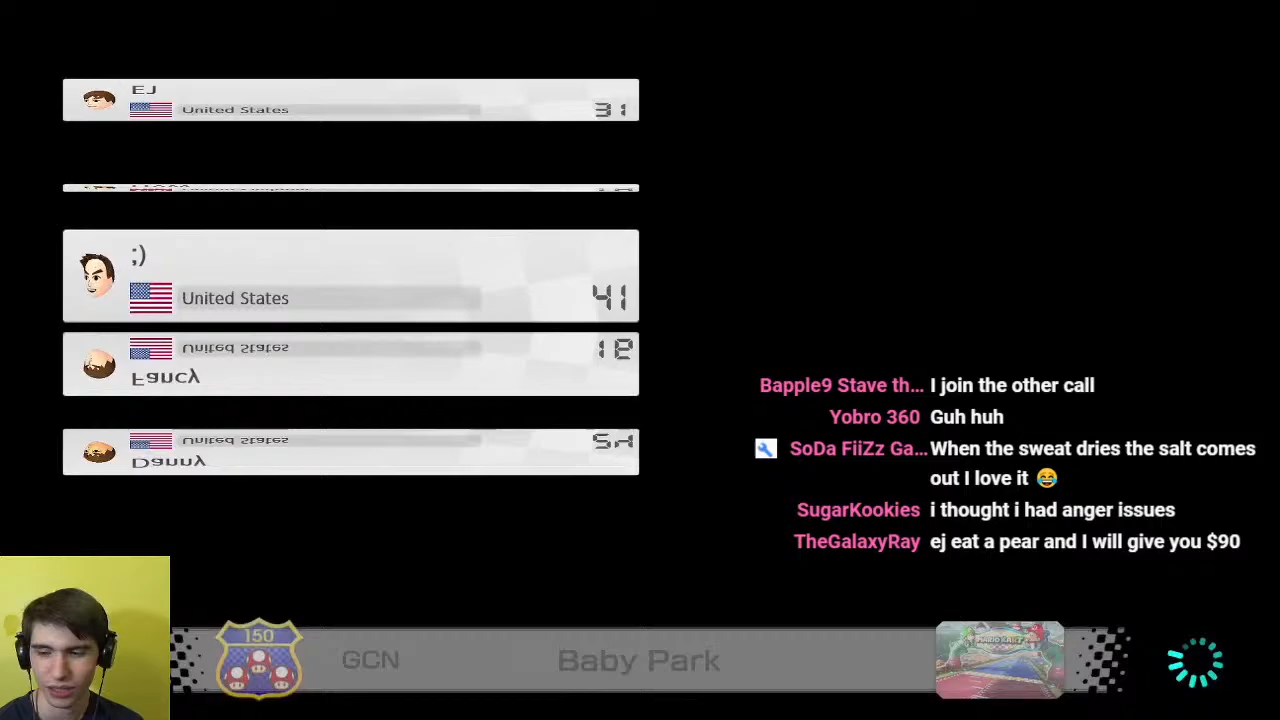 EJ
United States
31
;)
United States
41
United States
18
Fancy
United States
Danny
Bapple9 Stave th... I join the other call
Yobro 360 Guh huh
SoDa FiiZz Ga... When the sweat dries the salt comes
out I love it 😂
SugarKookies i thought i had anger issues
TheGalaxyRay ej eat a pear and I will give you $90
150
GCN Baby Park
MARIO KART